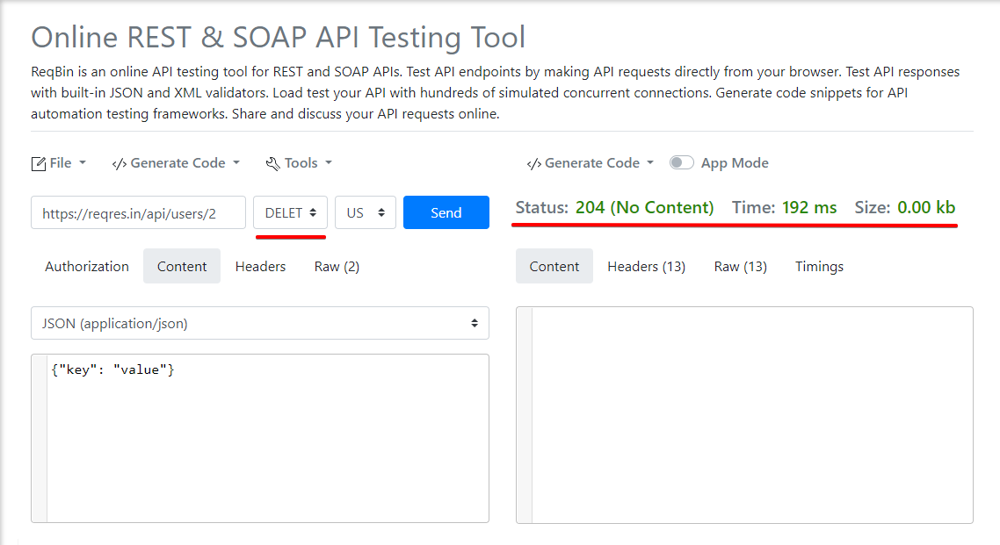 Online REST & SOAP API Testing Tool
ReqBin is an online API testing tool for REST and SOAP APIs. Test API endpoints by making API requests directly from your browser. Test API responses
with built-in JSON and XML validators. Load test your API with hundreds of simulated concurrent connections. Generate code snippets for API
automation testing frameworks. Share and discuss your API requests online.
File </> Generate Code Tools
</> Generate Code App Mode
https://reqres.in/api/users/2 DELET US Send
Status: 204 (No Content) Time: 192 ms Size: 0.00 kb
Authorization Content Headers Raw (2)
Content Headers (13) Raw (13) Timings
JSON (application/json)
{"key": "value"}